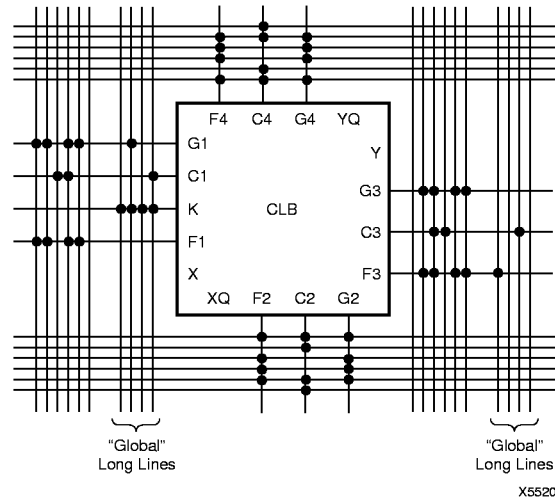 F4 C4 G4 YQ
G1
Y
C1
G3
K
CLB
C3
F1
X
F3
XQ F2 C2 G2
“Global”
Long Lines
“Global”
Long Lines
X5520